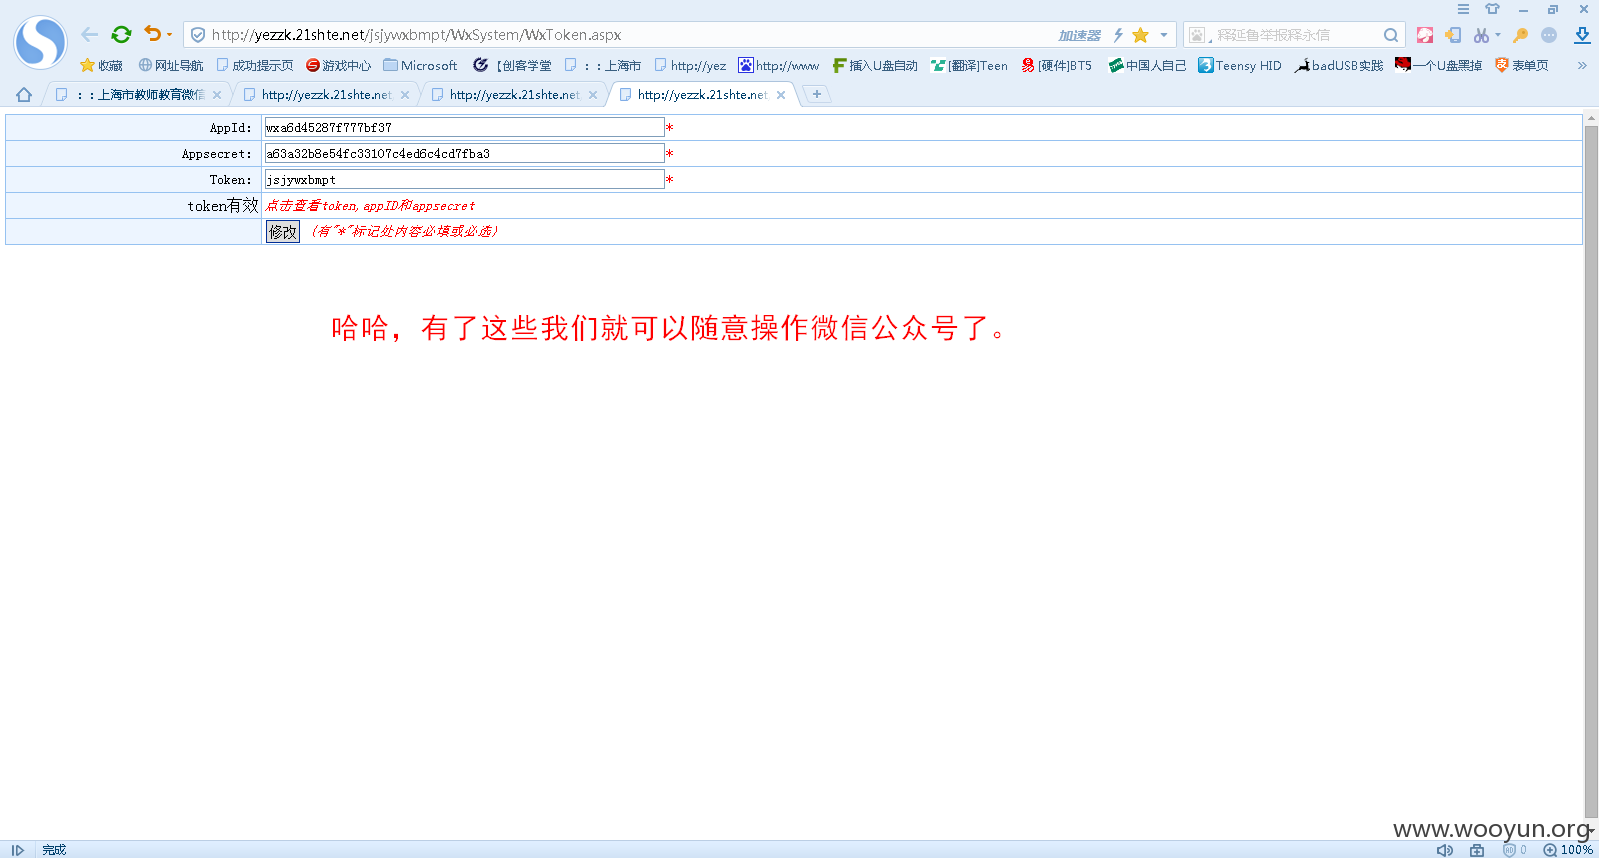 http://yezzk.21shte.net/jsjywxbmpt/WxSystem/WxToken.aspx 加速器 释延鲁举报释永信
收藏 网址导航 成功提示页 游戏中心 Microsoft 【创客学堂 : : 上海市 http://yez http://www 插入U盘自动 [翻译]Teen [硬件]BT5 中国人自己 Teensy HID badUSB实践 一个U盘黑掉 表单页
: : 上海市教师教育微信 http://yezzk.21shte.net http://yezzk.21shte.net http://yezzk.21shte.net
AppId: wxa6d45287f777bf37 *
Appsecret: a63a32b8e54fc33107c4ed6c4cd7fba3 *
Token: jsjywxbmpt *
token有效 点击查看token,appID和appsecret
修改 (有"*"标记处内容必填或必选)
哈哈，有了这些我们就可以随意操作微信公众号了。
www.wooyun.org
完成 0 100%